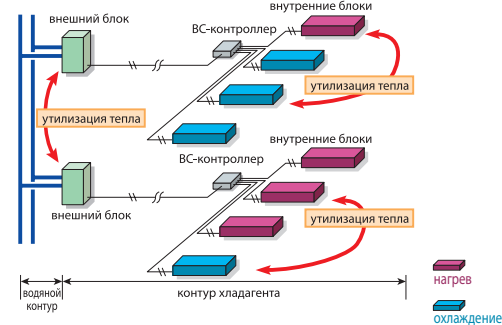 внешний блок
ВС-контроллер
внутренние блоки
утилизация тепла
утилизация тепла
внешний блок
ВС-контроллер
внутренние блоки
утилизация тепла
водяной
контур
контур хладагента
нагрев
охлаждение